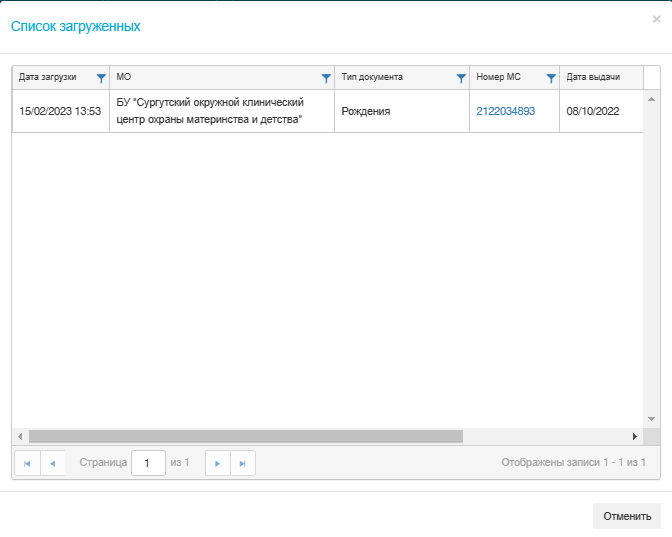 Список загруженных
Дата загрузки МО Тип документа Номер МС Дата выдачи
15/02/2023 13:53 БУ "Сургутский окружной клинический центр охраны материнства и детства" Рождения 2122034893 08/10/2022
Страница 1 из 1 Отображены записи 1 - 1 из 1
Отменить